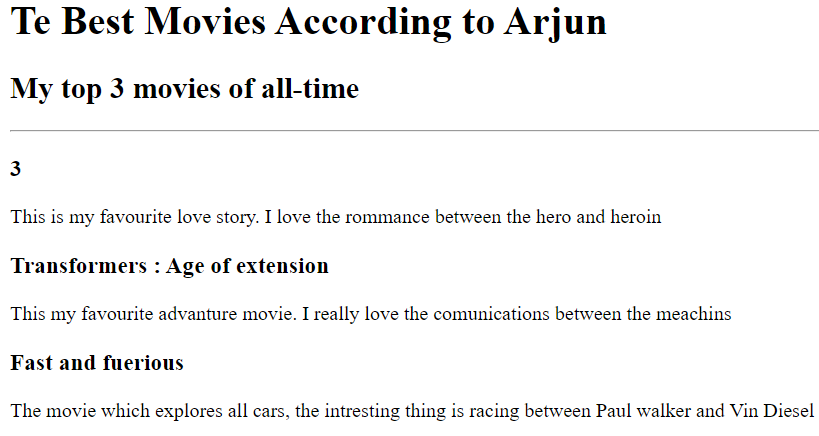 Te Best Movies According to Arjun
My top 3 movies of all-time
3
This is my favourite love story. I love the rommance between the hero and heroin
Transformers : Age of extension
This my favourite advanture movie. I really love the comunications between the meachins
Fast and fuerious
The movie which explores all cars, the intresting thing is racing between Paul walker and Vin Diesel